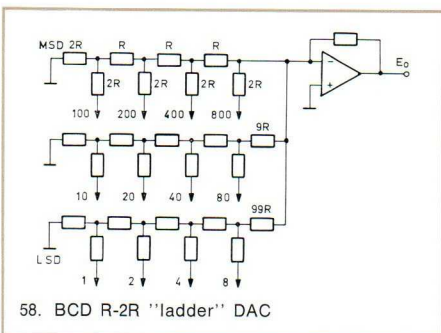 MSD 2R R R R
2R 2R 2R 2R
100 200 400 800
− + E₀
9R
10 20 40 80
99R
LSD
1 2 4 8
58. BCD R-2R "ladder" DAC